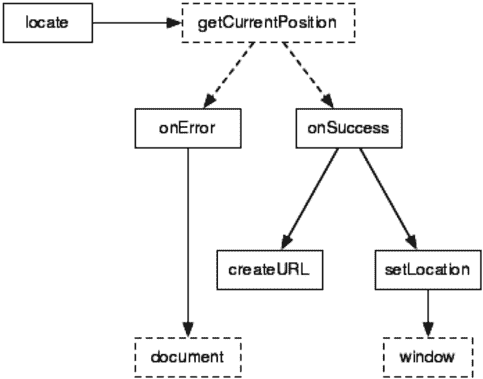 locate
getCurrentPosition
onError
onSuccess
createURL
setLocation
document
window